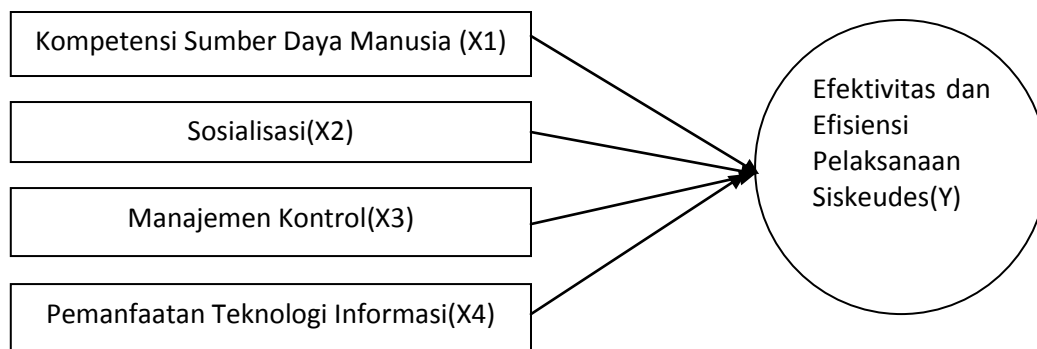 Kompetensi Sumber Daya Manusia (X1)
Sosialisasi(X2)
Manajemen Kontrol(X3)
Pemanfaatan Teknologi Informasi(X4)
Efektivitas dan
Efisiensi
Pelaksanaan
Siskeudes(Y)